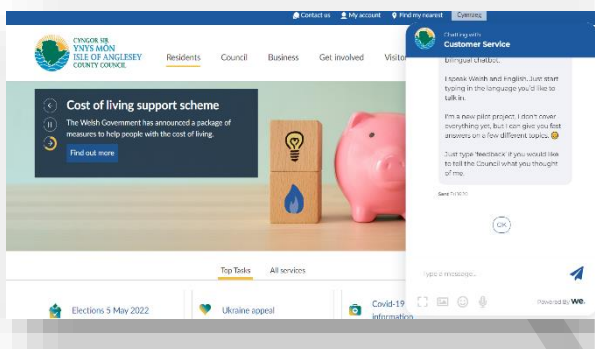 Contact us My account Find my nearest Cymraeg
CYNGOR SIR
YNYS MÔN
ISLE OF ANGLESEY
COUNTY COUNCIL
Residents Council Business Get involved Visitor
Cost of living support scheme
The Welsh Government has announced a package of
measures to help people with the cost of living.
Find out more
Top Tasks All services
Elections 5 May 2022
Ukraine appeal
Covid-19
information
Chatting with
Customer Service
bilingual chatbot.
I speak Welsh and English. Just start
typing in the language you'd like to
talk in.
I'm a new pilot project. I don't cover
everything yet, but I can give you fast
answers on a few different topics.
Just type 'feedback' if you would like
to tell the Council what you thought
of me.
Sent
OK
Type a message...
Powered By we.